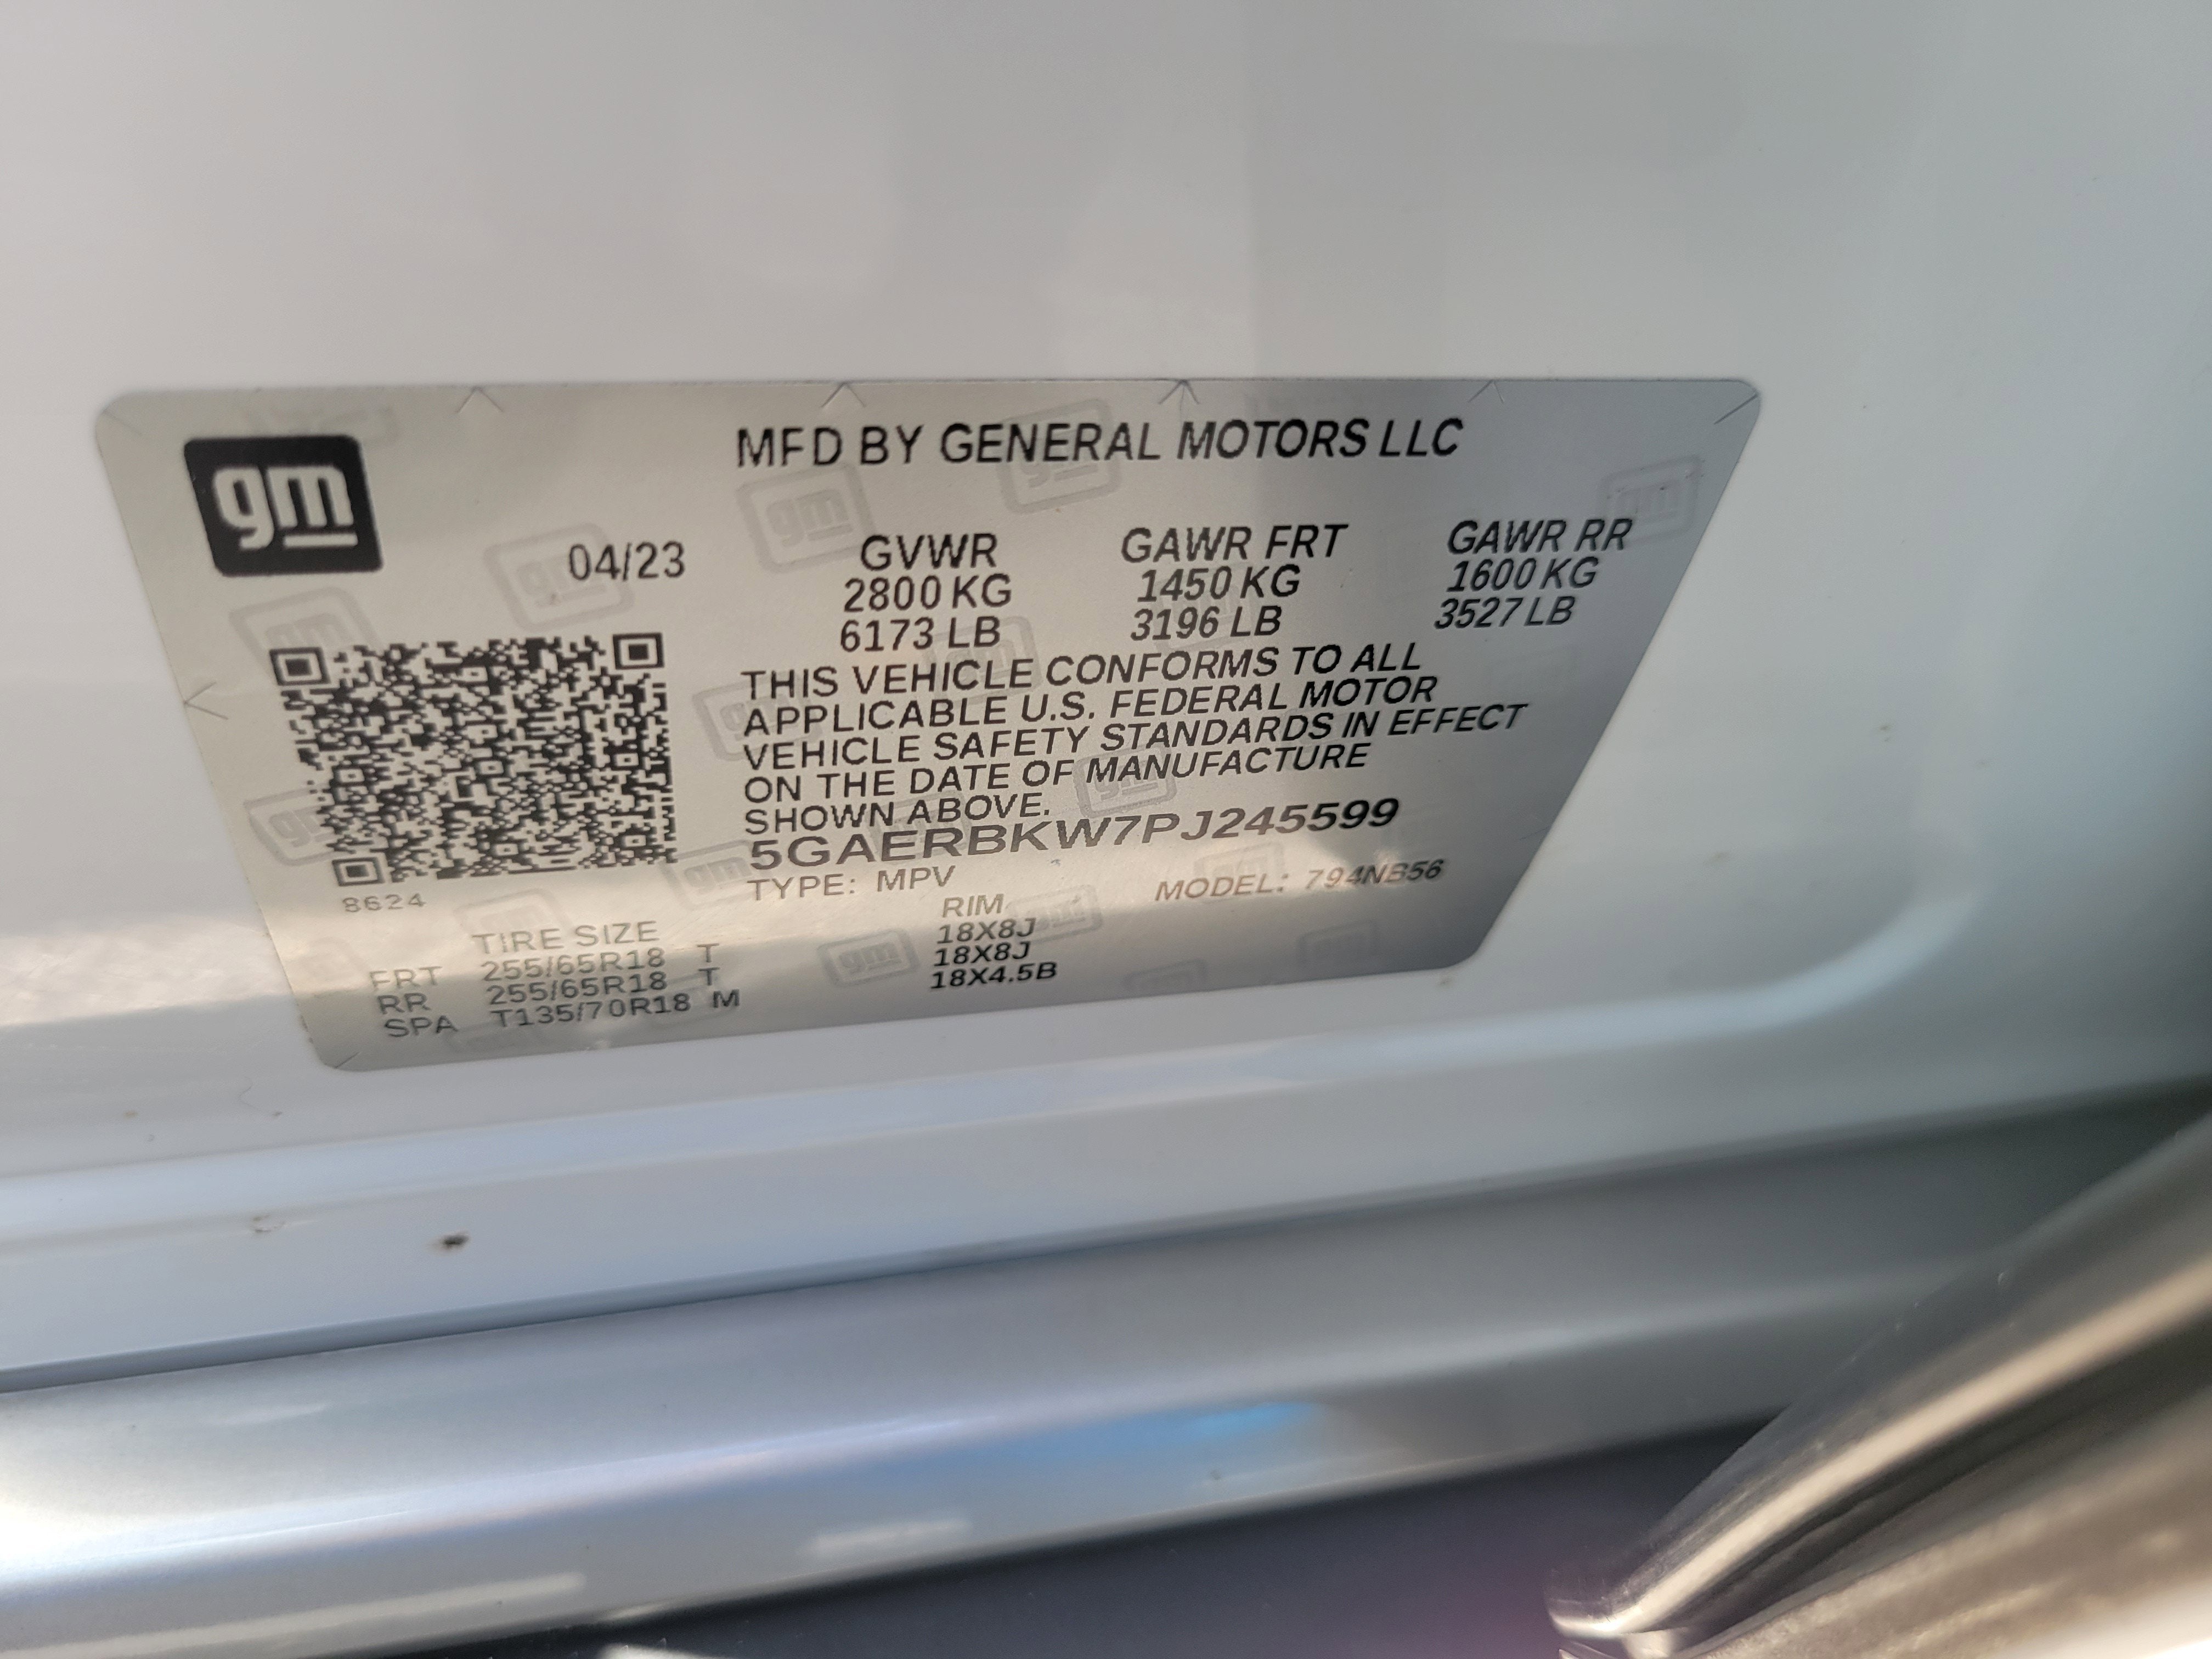 gm
MFD BY GENERAL MOTORS LLC
04/23 GVWR GAWR FRT GAWR RR
2800 KG 1450 KG 1600 KG
6173 LB 3196 LB 3527 LB
THIS VEHICLE CONFORMS TO ALL
APPLICABLE U.S. FEDERAL MOTOR
VEHICLE SAFETY STANDARDS IN EFFECT
ON THE DATE OF MANUFACTURE
SHOWN ABOVE.
5GAERBKW7PJ245599
TYPE: MPV MODEL: 794NB56
8624
TIRE SIZE RIM
FRT 255/65R18 T 18X8J
RR 255/65R18 T 18X8J
SPA T135/70R18 M 18X4.5B